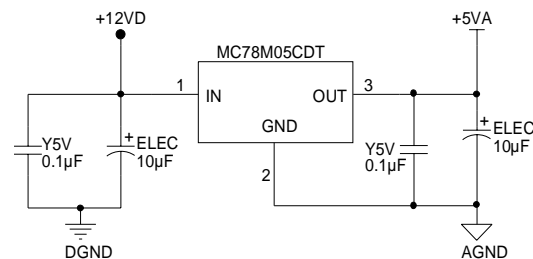 +12VD
+5VA
MC78M05CDT
1
IN
OUT
3
GND
2
Y5V
0.1µF
+
ELEC
10µF
Y5V
0.1µF
+
ELEC
10µF
DGND
AGND